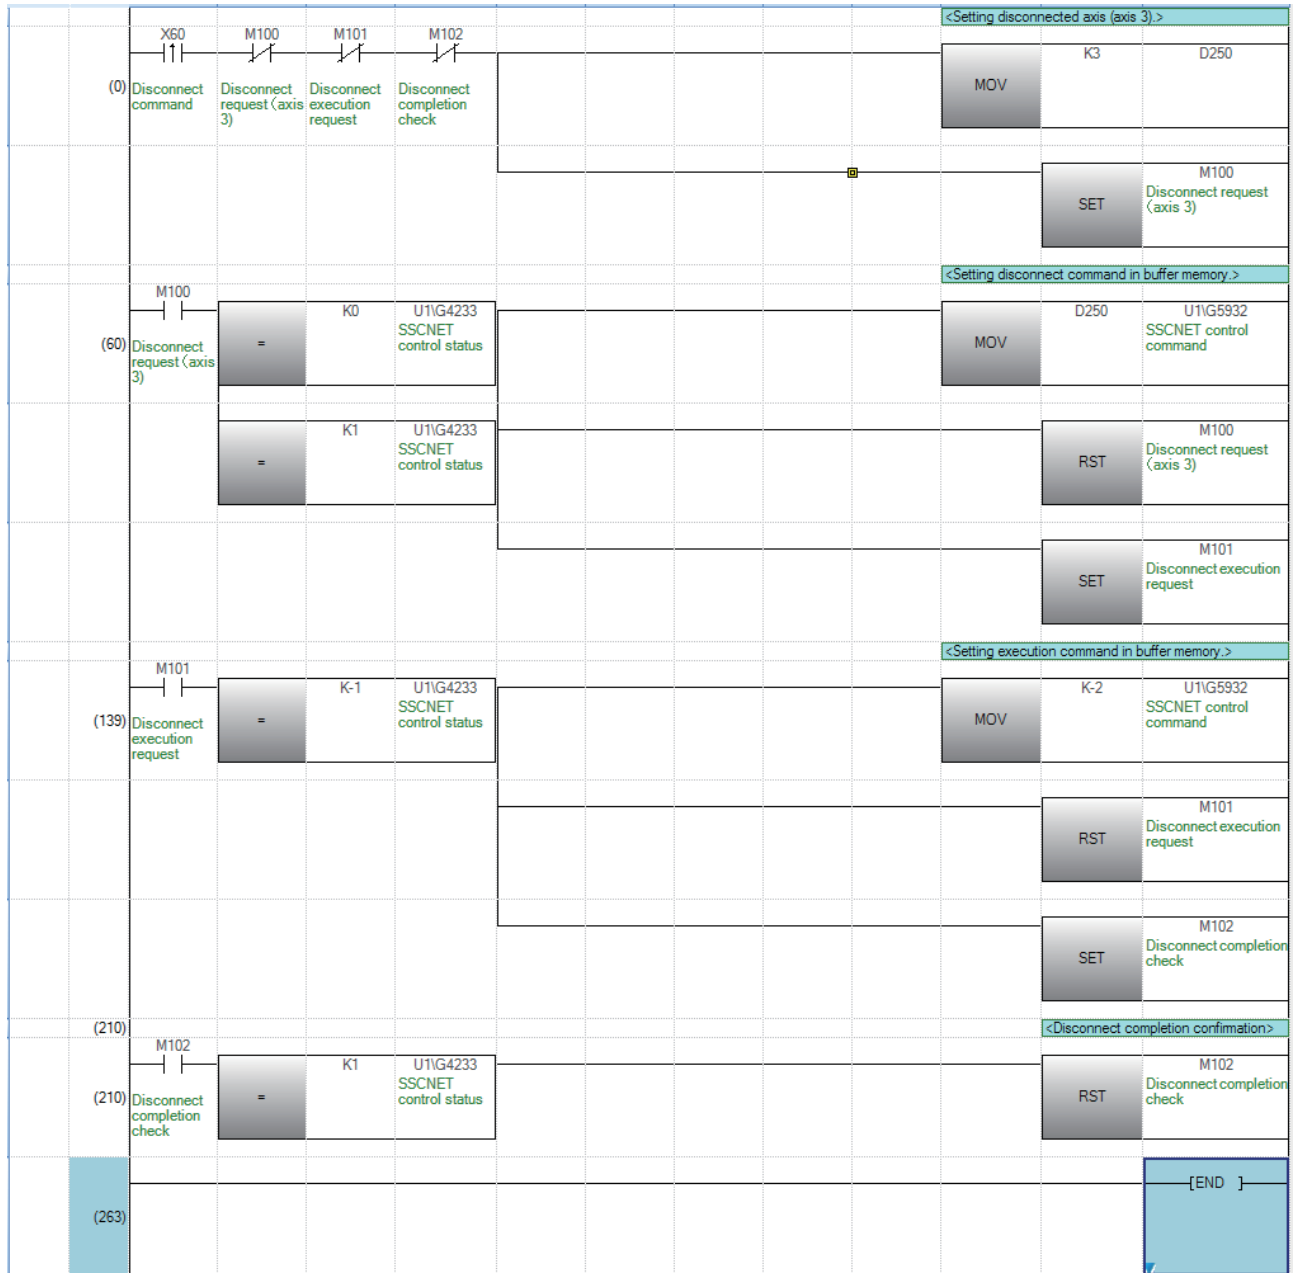 <Setting disconnected axis (axis 3).>
X60 M100 M101 M102
K3 D250
(0) Disconnect command
Disconnect request (axis 3)
Disconnect execution request
Disconnect completion check
MOV
M100
SET
Disconnect request (axis 3)
<Setting disconnect command in buffer memory.>
M100
K0 U1\G4233
D250 U1\G5932
(60) Disconnect request (axis 3)
=
SSCNET control status
MOV
SSCNET control command
K1 U1\G4233
M100
=
SSCNET control status
RST
Disconnect request (axis 3)
M101
SET
Disconnect execution request
<Setting execution command in buffer memory.>
M101
K-1 U1\G4233
K-2 U1\G5932
(139) Disconnect execution request
=
SSCNET control status
MOV
SSCNET control command
M101
RST
Disconnect execution request
M102
SET
Disconnect completion check
(210) <Disconnect completion confirmation>
M102
K1 U1\G4233
M102
(210) Disconnect completion check
=
SSCNET control status
RST
Disconnect completion check
[END ]
(263)